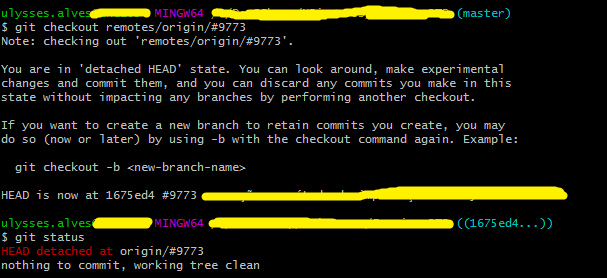 ulysses.alves MINGW64 (master)
$ git checkout remotes/origin/#9773
Note: checking out 'remotes/origin/#9773'.
You are in 'detached HEAD' state. You can look around, make experimental
changes and commit them, and you can discard any commits you make in this
state without impacting any branches by performing another checkout.
If you want to create a new branch to retain commits you create, you may
do so (now or later) by using -b with the checkout command again. Example:
git checkout -b <new-branch-name>
HEAD is now at 1675ed4 #9773
ulysses.alves MINGW64 ((1675ed4...))
$ git status
HEAD detached at origin/#9773
nothing to commit, working tree clean